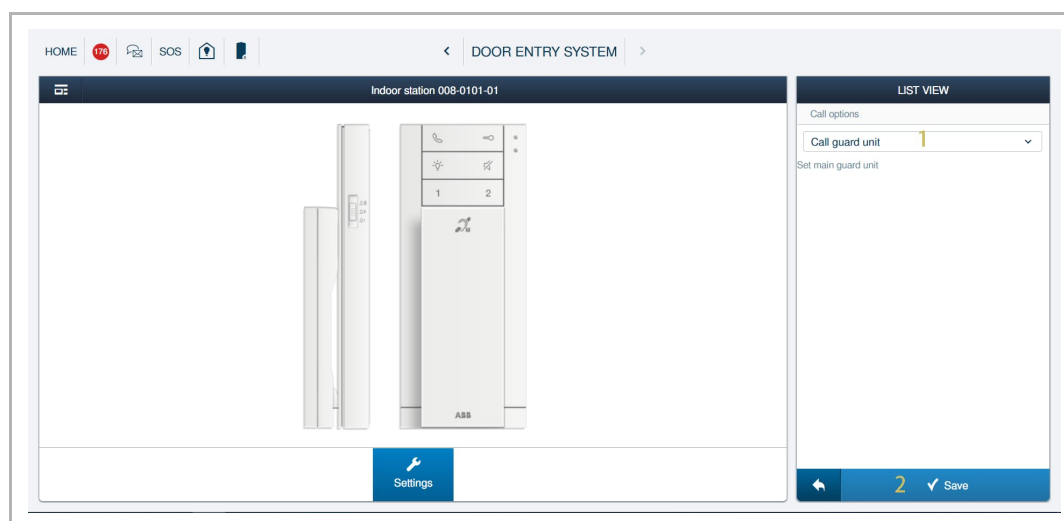 HOME 176 SOS DOOR ENTRY SYSTEM
Indoor station 008-0101-01
LIST VIEW
Call options
Call guard unit 1
Set main guard unit
1 2
ABB
Settings
2 Save